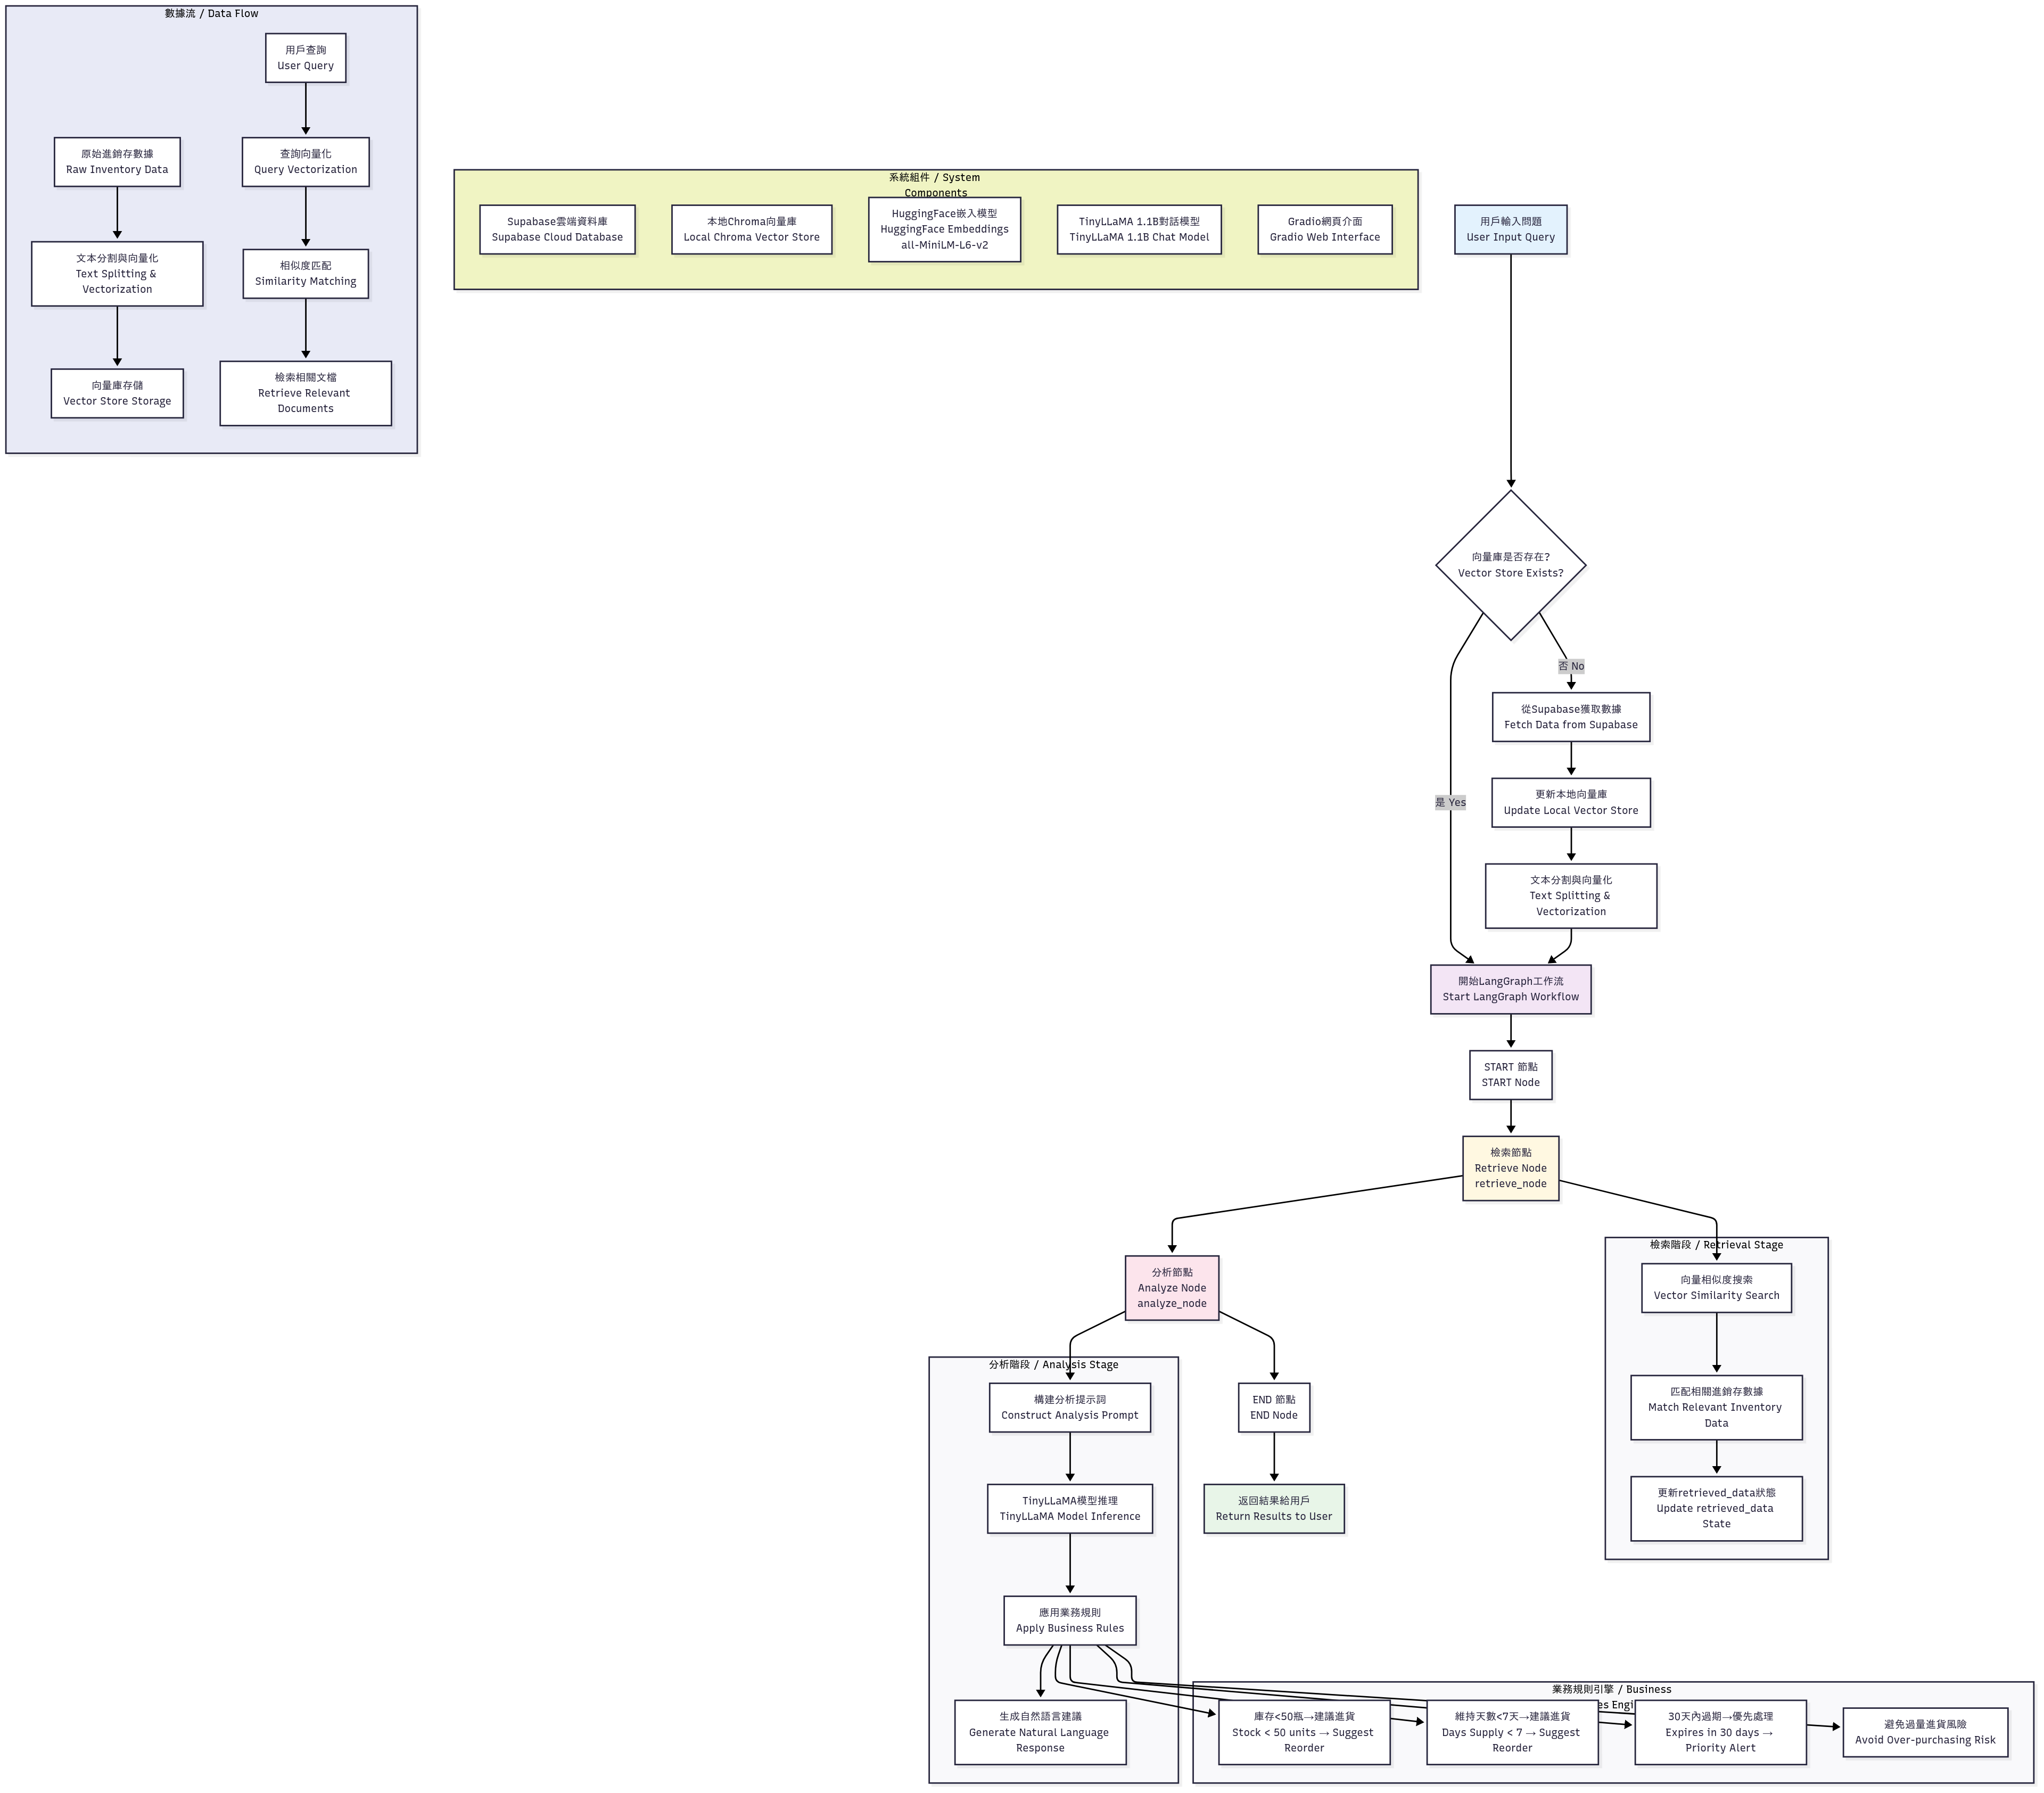 數據流 / Data Flow
用戶查詢
User Query
原始進銷存數據
Raw Inventory Data
查詢向量化
Query Vectorization
文本分割與向量化
Text Splitting &
Vectorization
相似度匹配
Similarity Matching
向量庫存儲
Vector Store Storage
檢索相關文檔
Retrieve Relevant
Documents
系統組件 / System
Components
Supabase雲端資料庫
Supabase Cloud Database
本地Chroma向量庫
Local Chroma Vector Store
HuggingFace嵌入模型
HuggingFace Embeddings
all-MiniLM-L6-v2
TinyLLaMA 1.1B對話模型
TinyLLaMA 1.1B Chat Model
Gradio網頁介面
Gradio Web Interface
用戶輸入問題
User Input Query
向量庫是否存在?
Vector Store Exists?
否 No
從Supabase獲取數據
Fetch Data from Supabase
更新本地向量庫
Update Local Vector Store
是 Yes
文本分割與向量化
Text Splitting &
Vectorization
開始LangGraph工作流
Start LangGraph Workflow
START 節點
START Node
檢索節點
Retrieve Node
retrieve_node
分析節點
Analyze Node
analyze_node
檢索階段 / Retrieval Stage
向量相似度搜索
Vector Similarity Search
匹配相關進銷存數據
Match Relevant Inventory
Data
更新retrieved_data狀態
Update retrieved_data
State
分析階段 / Analysis Stage
構建分析提示詞
Construct Analysis Prompt
TinyLLaMA模型推理
TinyLLaMA Model Inference
應用業務規則
Apply Business Rules
生成自然語言建議
Generate Natural Language
Response
END 節點
END Node
返回結果給用戶
Return Results to User
業務規則引擎 / Business
庫存<50瓶→建議進貨
Stock < 50 units → Suggest
Reorder
維持天數<7天→建議進貨
Days Supply < 7 → Suggest
Reorder
30天內過期→優先處理
Expires in 30 days →
Priority Alert
避免過量進貨風險
Avoid Over-purchasing Risk